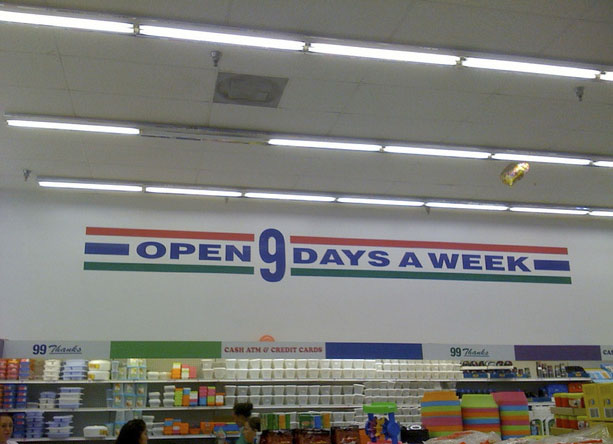 OPEN 9 DAYS A WEEK
99 Thanks
CASH ATM & CREDIT CARDS
99 Thanks